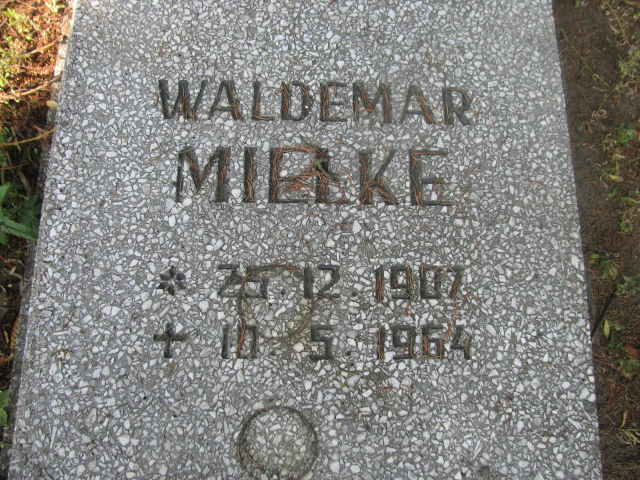 WALDEMAR
MIELKE
* 25.12.1907
† 10.5.1964